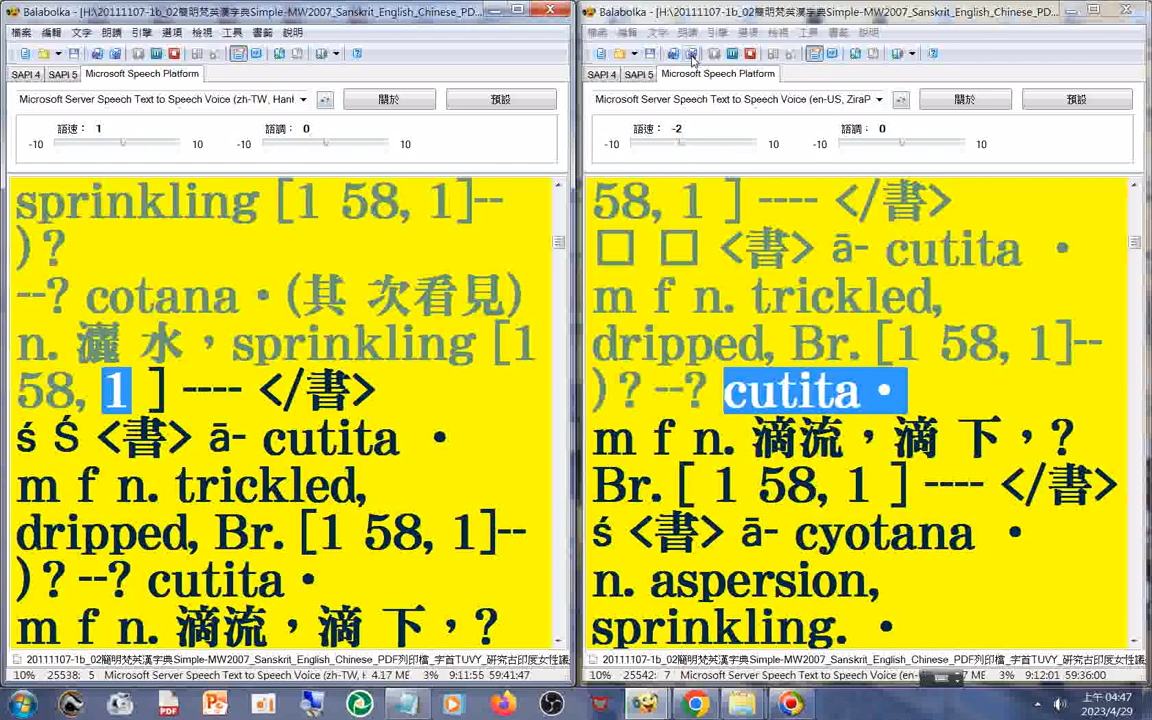 Balabolka - [H:\20111107-1b_02簡明梵英漢字典Simple-MW2007_Sanskrit_English_Chinese_PD...
檔案 編輯 文字 朗讀 引擎 選項 檢視 工具 書籤 說明
SAPI 4 SAPI 5 Microsoft Speech Platform
Microsoft Server Speech Text to Speech Voice (zh-TW, Hanl
關於 預設
語速： 1 語調： 0
-10 10 -10 10
sprinkling [1 58, 1]--
)？
--? cotana •（其 次看見）
n. 灑 水，sprinkling [1
58, 1 ] ---- </書>
ś Ś <書> ā- cutita •
m f n. trickled,
dripped, Br. [1 58, 1]--
)？--? cutita •
m f n. 滴流，滴 下，？
20111107-1b_02簡明梵英漢字典Simple-MW2007_Sanskrit_English_Chinese_PDF列印檔_字首TUVY_研究古印度女性議
10% 25538: 5 Microsoft Server Speech Text to Speech Voice (zh-TW, H 4.17 ME 3% 9:11:55 59:41:47
Balabolka - [H:\20111107-1b_02簡明梵英漢字典Simple-MW2007_Sanskrit_English_Chinese_PDF...
檔案 編輯 文字 朗讀 引擎 選項 檢視 工具 書籤 說明
SAPI 4 SAPI 5 Microsoft Speech Platform
Microsoft Server Speech Text to Speech Voice (en-US, ZiraP
關於 預設
語速： -2 語調： 0
-10 10 -10 10
58, 1 ] ---- </書>
□ □ <書> ā- cutita •
m f n. trickled,
dripped, Br. [1 58, 1]--
)？--? cutita •
m f n. 滴流，滴 下，？
Br. [ 1 58, 1 ] ---- </書>
ś <書> ā- cyotana •
n. aspersion,
sprinkling. •
20111107-1b_02簡明梵英漢字典Simple-MW2007_Sanskrit_English_Chinese_PDF列印檔_字首TUVY_研究古印度女性議
10% 25542: 7 Microsoft Server Speech Text to Speech Voice (en-US, 4.17 ME 3% 9:12:01 59:36:00
上午 04:47
2023/4/29